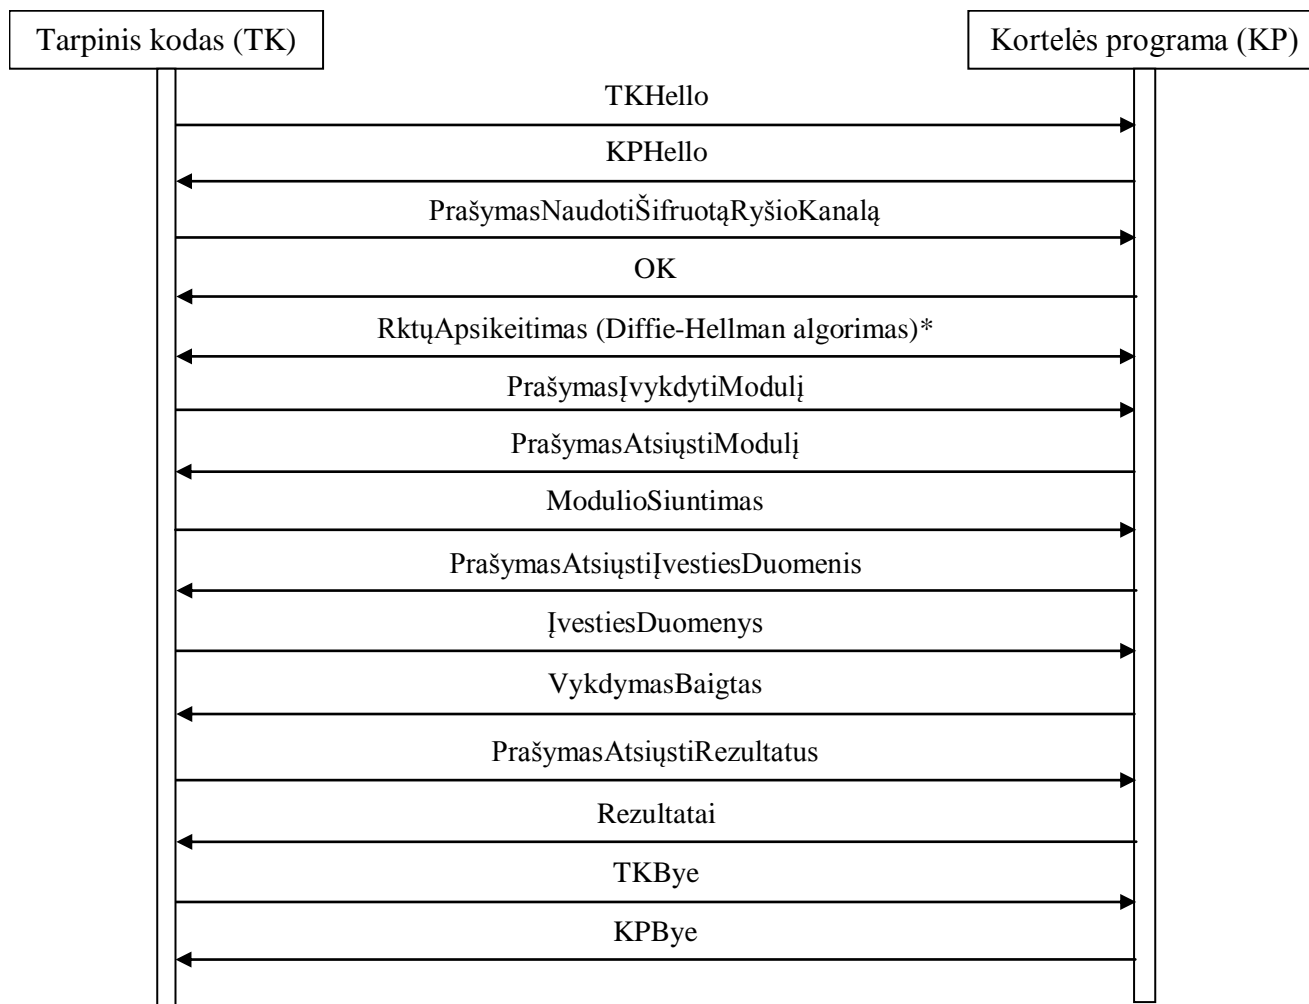 Tarpinis kodas (TK)
Kortelės programa (KP)
TKHello
KPHello
PrašymasNaudotiŠifruotąRyšioKanalą
OK
RktųApsikeitimas (Diffie-Hellman algorimas)*
PrašymasĮvykdytiModulį
PrašymasAtsiųstiModulį
ModulioSiuntimas
PrašymasAtsiųstiĮvestiesDuomenis
ĮvestiesDuomenys
VykdymasBaigtas
PrašymasAtsiųstiRezultatus
Rezultatai
TKBye
KPBye